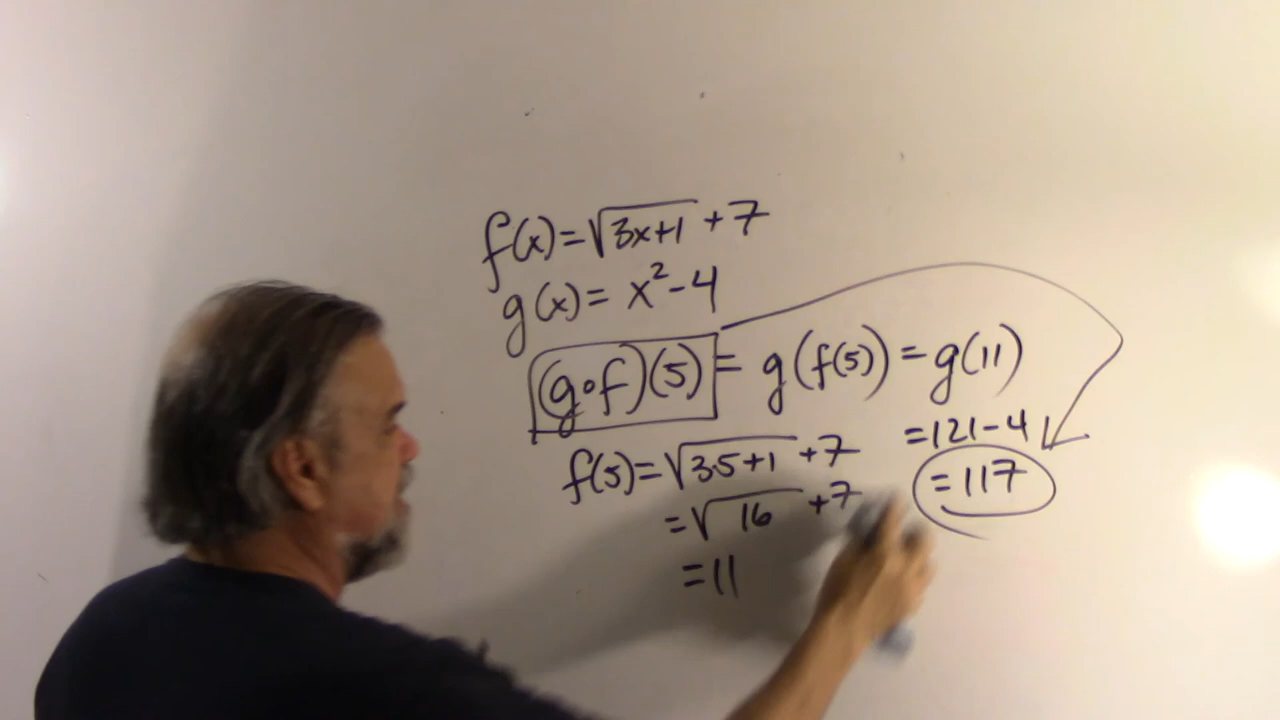 f(x)=√3x+1 +7
g(x)= x²-4
(g∘f)(5) = g(f(5)) = g(11)
=121-4
f(5)=√3·5+1 +7
=117
=√16 +7
=11